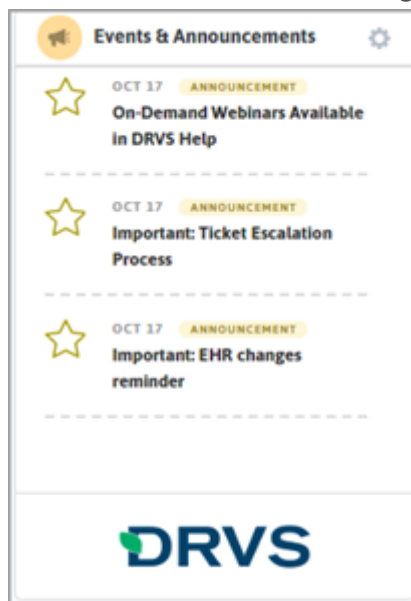 Events & Announcements
OCT 17 ANNOUNCEMENT
On-Demand Webinars Available
in DRVS Help
OCT 17 ANNOUNCEMENT
Important: Ticket Escalation
Process
OCT 17 ANNOUNCEMENT
Important: EHR changes
reminder
DRVS